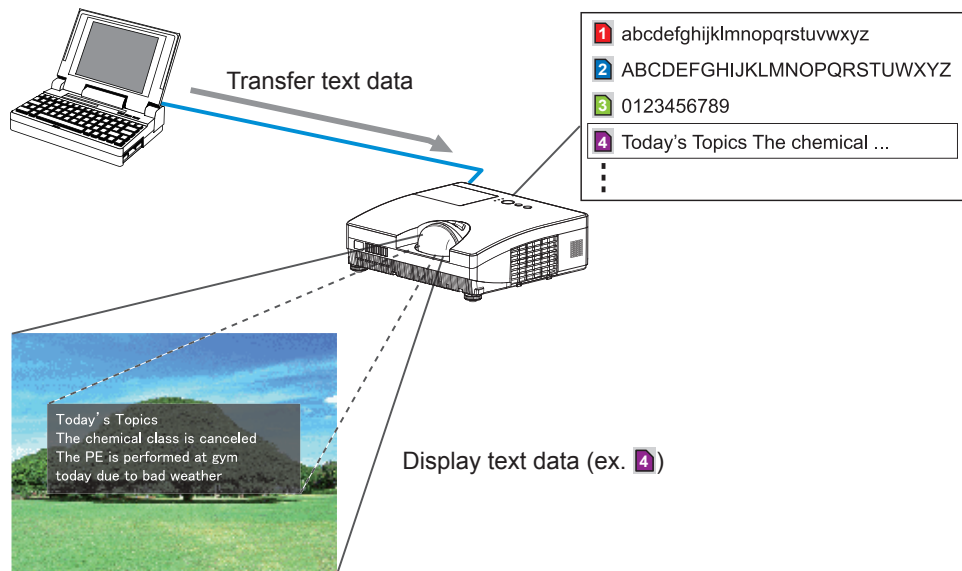 Transfer text data
1 abcdefghijklmnopqrstuvwxyz
2 ABCDEFGHIJKLMNOPQRSTUWXYZ
3 0123456789
4 Today's Topics The chemical ...
Today's Topics
The chemical class is canceled
The PE is performed at gym
today due to bad weather
Display text data (ex. 4)